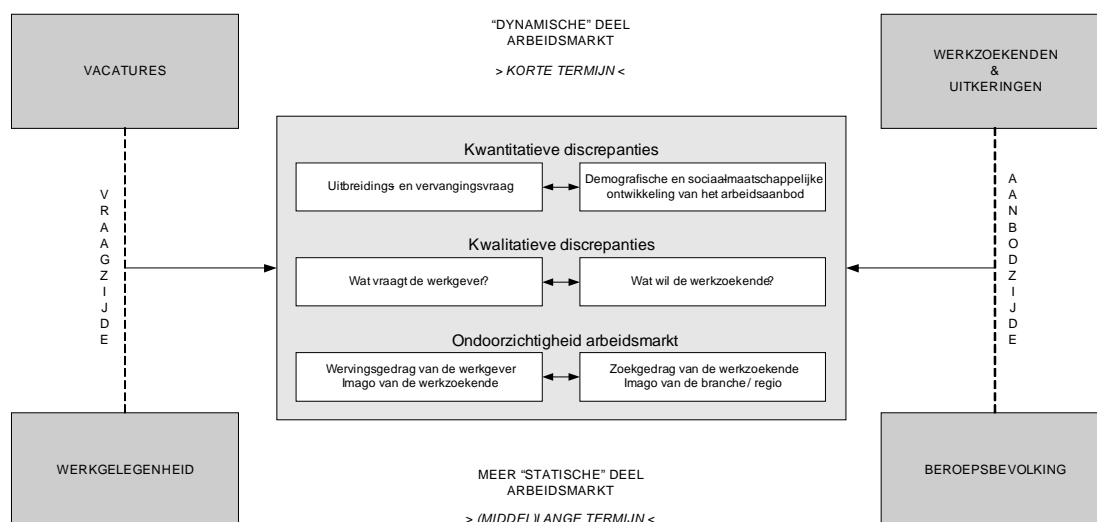 "DYNAMISCHE" DEEL
ARBEIDSMARKT
> KORTE TERMIJN <
VACATURES
WERKZOEKENDEN
&
UITKERINGEN
Kwantitatieve discrepanties
Uitbreidings- en vervangingsvraag
Demografische en sociaalmaatschappelijke
ontwikkeling van het arbeidsaanbod
VRAAGZIJDE
AANBODZIJDE
Kwalitatieve discrepanties
Wat vraagt de werkgever?
Wat wil de werkzoekende?
Ondoorzichtigheid arbeidsmarkt
Wervingsgedrag van de werkgever
Imago van de werkzoekende
Zoekgedrag van de werkzoekende
Imago van de branche / regio
WERKGELEGENHEID
BEROEPSBEVOLKING
MEER "STATISCHE" DEEL
ARBEIDSMARKT
> (MIDDEL)LANGE TERMIJN <